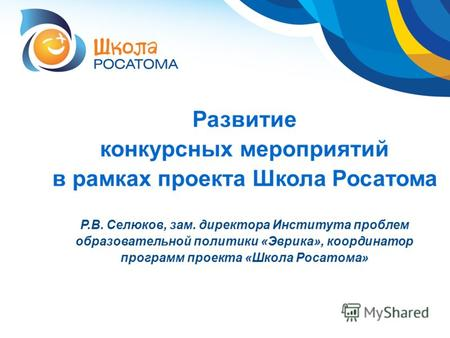 Школа
РОСАТОМА
Развитие
конкурсных мероприятий
в рамках проекта Школа Росатома
Р.В. Селюков, зам. директора Института проблем
образовательной политики «Эврика», координатор
программ проекта «Школа Росатома»
MyShared